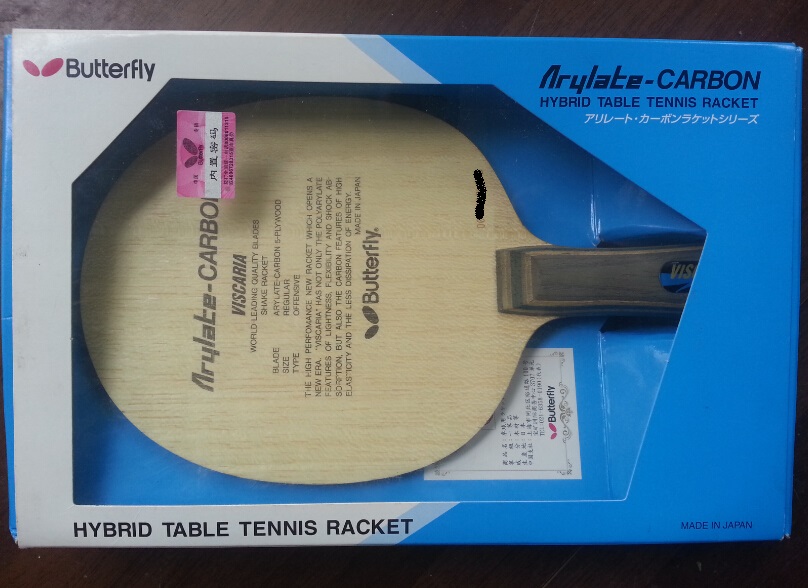 Butterfly
Arylate-CARBON
HYBRID TABLE TENNIS RACKET
アリレート・カーボンラケットシリーズ
内置密码
Arylate-CARBO
VISCARIA
WORLD LEADING QUALITY BLADES
SHAKE RACKET
BLADE ARYLATE-CARBON 5-PLYWOOD
SIZE REGULAR
TYPE OFFENSIVE
THE HIGH PERFOMANCE NEW RACKET WHICH OPENS A
NEW ERA. "VISCARIA" HAS NOT ONLY THE POLYARYLATE
FEATURES OF LIGHTNESS, FLEXIBILITY AND SHOCK AB-
SORPTION, BUT ALSO THE CARBON FEATURES OF HIGH
ELASTICITY AND THE LESS DISSIPATION OF ENERGY.
MADE IN JAPAN
Butterfly.
VIS
Butterfly
HYBRID TABLE TENNIS RACKET
MADE IN JAPAN